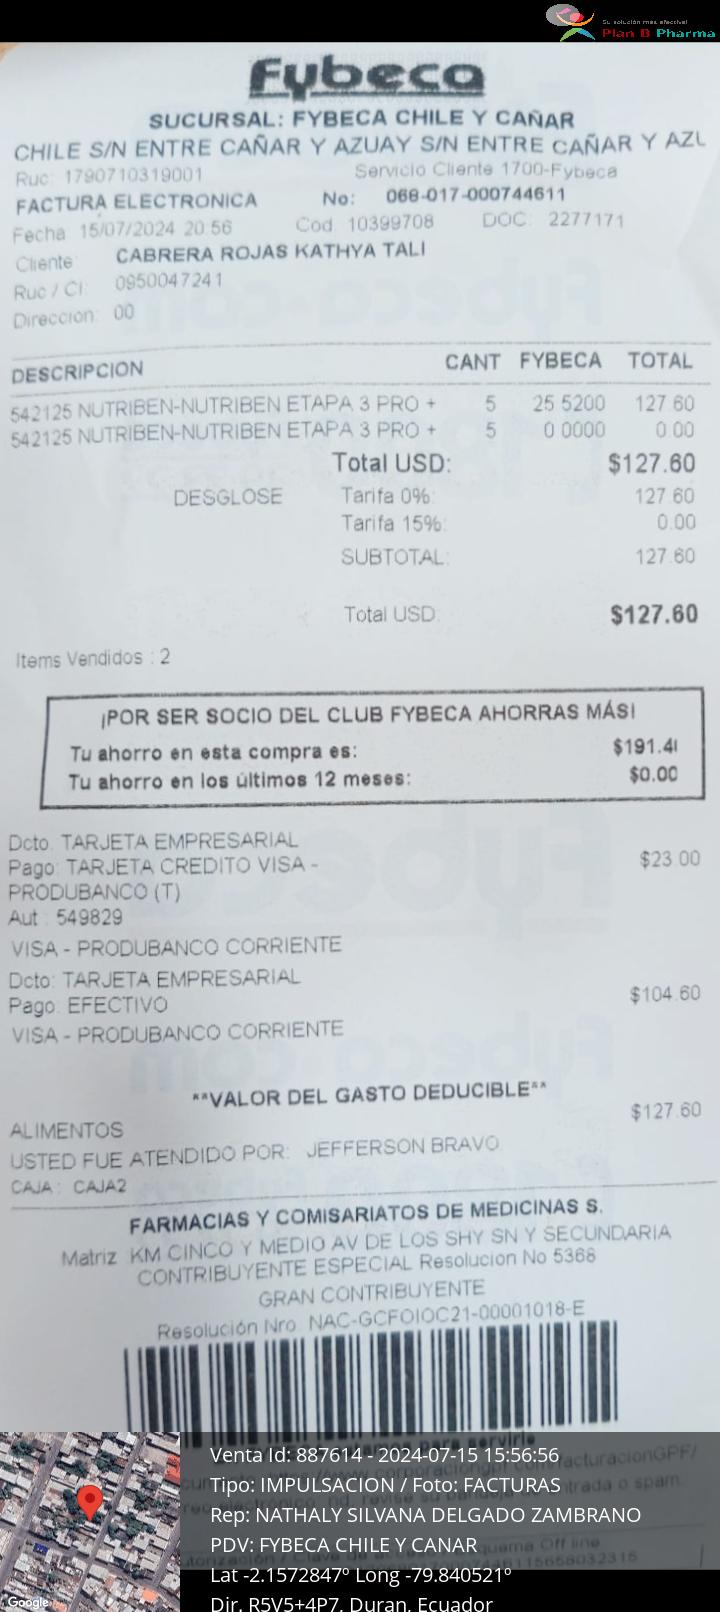 Su solución más efectiva!
Plan B Pharma
Fybeca
SUCURSAL: FYBECA CHILE Y CAÑAR
CHILE S/N ENTRE CAÑAR Y AZUAY S/N ENTRE CAÑAR Y AZU
Ruc: 1790710319001 Servicio Cliente 1700-Fybeca
FACTURA ELECTRONICA No: 068-017-000744611
Fecha 15/07/2024 20:56 Cod. 10399708 DOC: 2277171
Cliente: CABRERA ROJAS KATHYA TALI
Ruc / CI: 0950047241
Direccion: 00
DESCRIPCION CANT FYBECA TOTAL
542125 NUTRIBEN-NUTRIBEN ETAPA 3 PRO + 5 25.5200 127.60
542125 NUTRIBEN-NUTRIBEN ETAPA 3 PRO + 5 0.0000 0.00
Total USD: $127.60
DESGLOSE Tarifa 0%: 127.60
Tarifa 15%: 0.00
SUBTOTAL: 127.60
Total USD: $127.60
Items Vendidos : 2
¡POR SER SOCIO DEL CLUB FYBECA AHORRAS MÁS!
Tu ahorro en esta compra es: $191.4
Tu ahorro en los últimos 12 meses: $0.00
Dcto. TARJETA EMPRESARIAL
Pago: TARJETA CREDITO VISA - $23.00
PRODUBANCO (T)
Aut : 549829
VISA - PRODUBANCO CORRIENTE
Dcto: TARJETA EMPRESARIAL
Pago: EFECTIVO $104.60
VISA - PRODUBANCO CORRIENTE
**VALOR DEL GASTO DEDUCIBLE**
ALIMENTOS $127.60
USTED FUE ATENDIDO POR: JEFFERSON BRAVO
CAJA : CAJA2
FARMACIAS Y COMISARIATOS DE MEDICINAS S.
Matriz KM CINCO Y MEDIO AV DE LOS SHY SN Y SECUNDARIA
CONTRIBUYENTE ESPECIAL Resolucion No 5368
GRAN CONTRIBUYENTE
Resolución Nro. NAC-GCFOIOC21-00001018-E
Venta Id: 887614 - 2024-07-15 15:56:56
Tipo: IMPULSACION / Foto: FACTURAS
Rep: NATHALY SILVANA DELGADO ZAMBRANO
PDV: FYBECA CHILE Y CANAR
Lat -2.1572847º Long -79.840521º
Dir. R5V5+4P7, Duran, Ecuador
Google